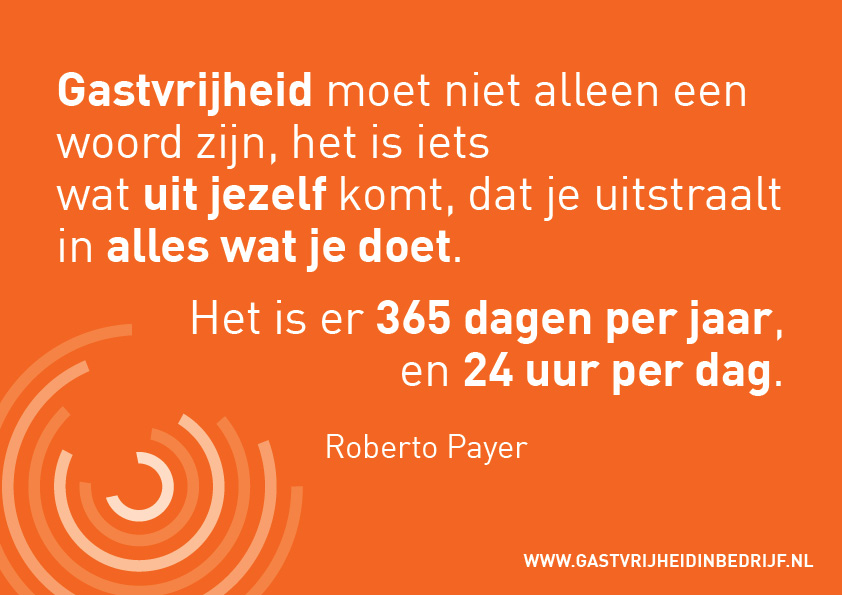 Gastvrijheid moet niet alleen een
woord zijn, het is iets
wat uit jezelf komt, dat je uitstraalt
in alles wat je doet.
Het is er 365 dagen per jaar,
en 24 uur per dag.
Roberto Payer
WWW.GASTVRIJHEIDINBEDRIJF.NL